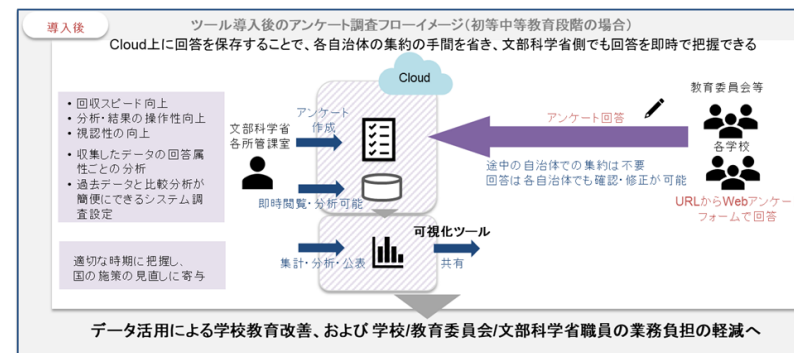 導入後
ツール導入後のアンケート調査フローイメージ（初等中等教育段階の場合）
Cloud上に回答を保存することで、各自治体の集約の手間を省き、文部科学省側でも回答を即時で把握できる
• 回収スピード向上
• 分析・結果の操作性向上
• 視認性の向上
• 収集したデータの回答属
性ごとの分析
• 過去データと比較分析が
簡便にできるシステム調
査設定
適切な時期に把握し、
国の施策の見直しに寄与
文部科学省
各所管課室
アンケート
作成
即時閲覧・分析可能
Cloud
アンケート回答
途中の自治体での集約は不要
回答は各自治体でも確認・修正が可能
教育委員会等
各学校
URLからWebアンケー
フォームで回答
集計・分析・公表
可視化ツール
共有
データ活用による学校教育改善、および 学校/教育委員会/文部科学省職員の業務負担の軽減へ